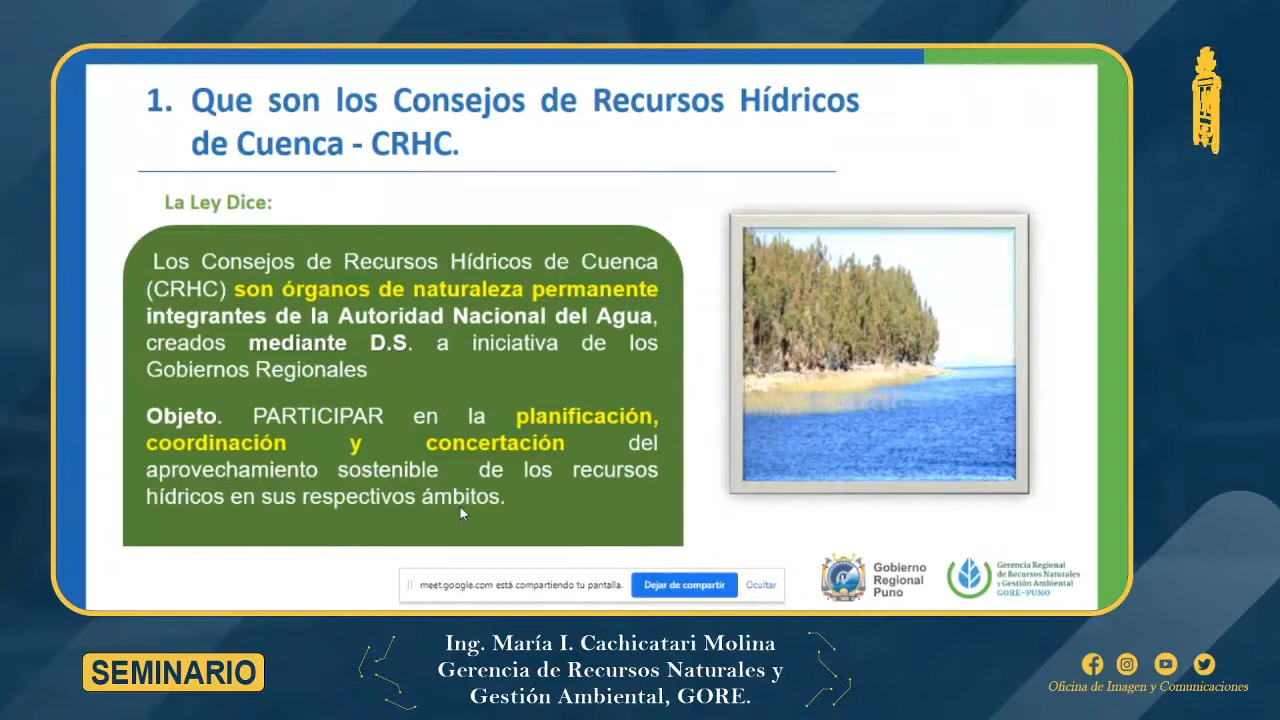 1. Que son los Consejos de Recursos Hídricos
de Cuenca - CRHC.
La Ley Dice:
Los Consejos de Recursos Hídricos de Cuenca
(CRHC) son órganos de naturaleza permanente
integrantes de la Autoridad Nacional del Agua,
creados mediante D.S. a iniciativa de los
Gobiernos Regionales
Objeto. PARTICIPAR en la planificación,
coordinación y concertación del
aprovechamiento sostenible de los recursos
hídricos en sus respectivos ámbitos.
meet.google.com está compartiendo tu pantalla.
Dejar de compartir
Ocultar
Gobierno
Regional
Puno
Gerencia Regional
de Recursos Naturales
y Gestión Ambiental
GORE-PUNO
SEMINARIO
Ing. María I. Cachicatari Molina
Gerencia de Recursos Naturales y
Gestión Ambiental, GORE.
Oficina de Imagen y Comunicaciones